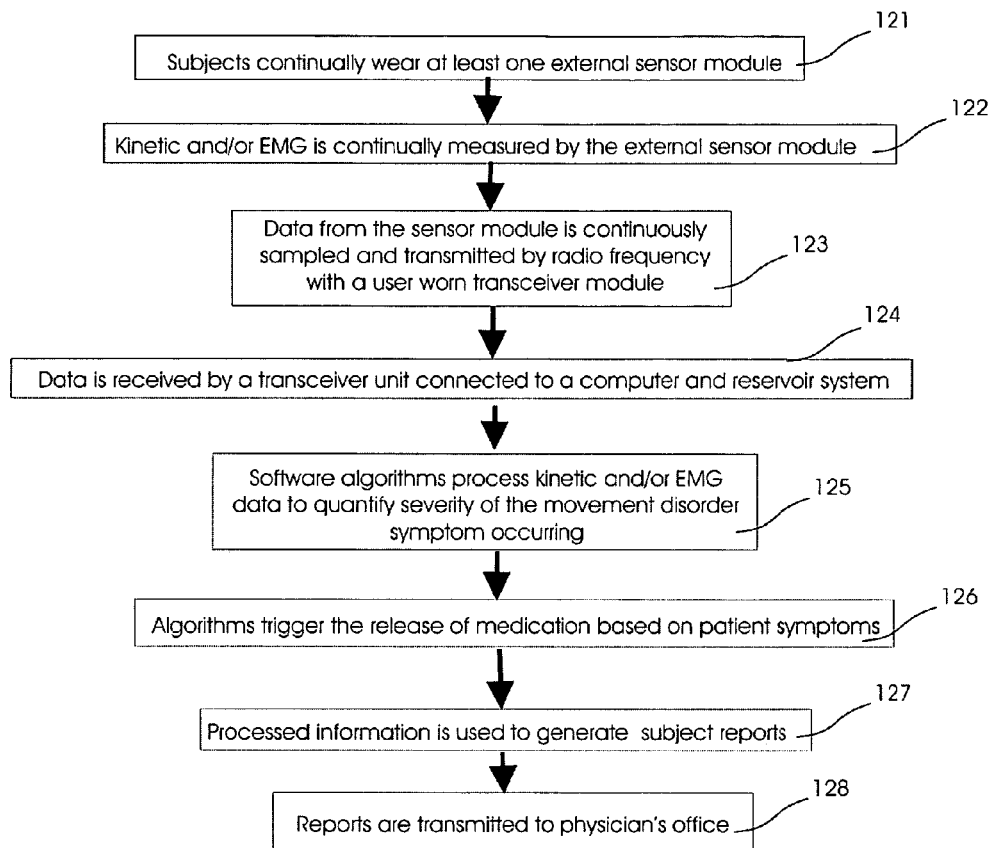 121
Subjects continually wear at least one external sensor module
122
Kinetic and/or EMG is continually measured by the external sensor module
Data from the sensor module is continuously
sampled and transmitted by radio frequency
with a user worn transceiver module
123
124
Data is received by a transceiver unit connected to a computer and reservoir system
Software algorithms process kinetic and/or EMG
data to quantify severity of the movement disorder
symptom occurring
125
126
Algorithms trigger the release of medication based on patient symptoms
127
Processed information is used to generate subject reports
128
Reports are transmitted to physician's office